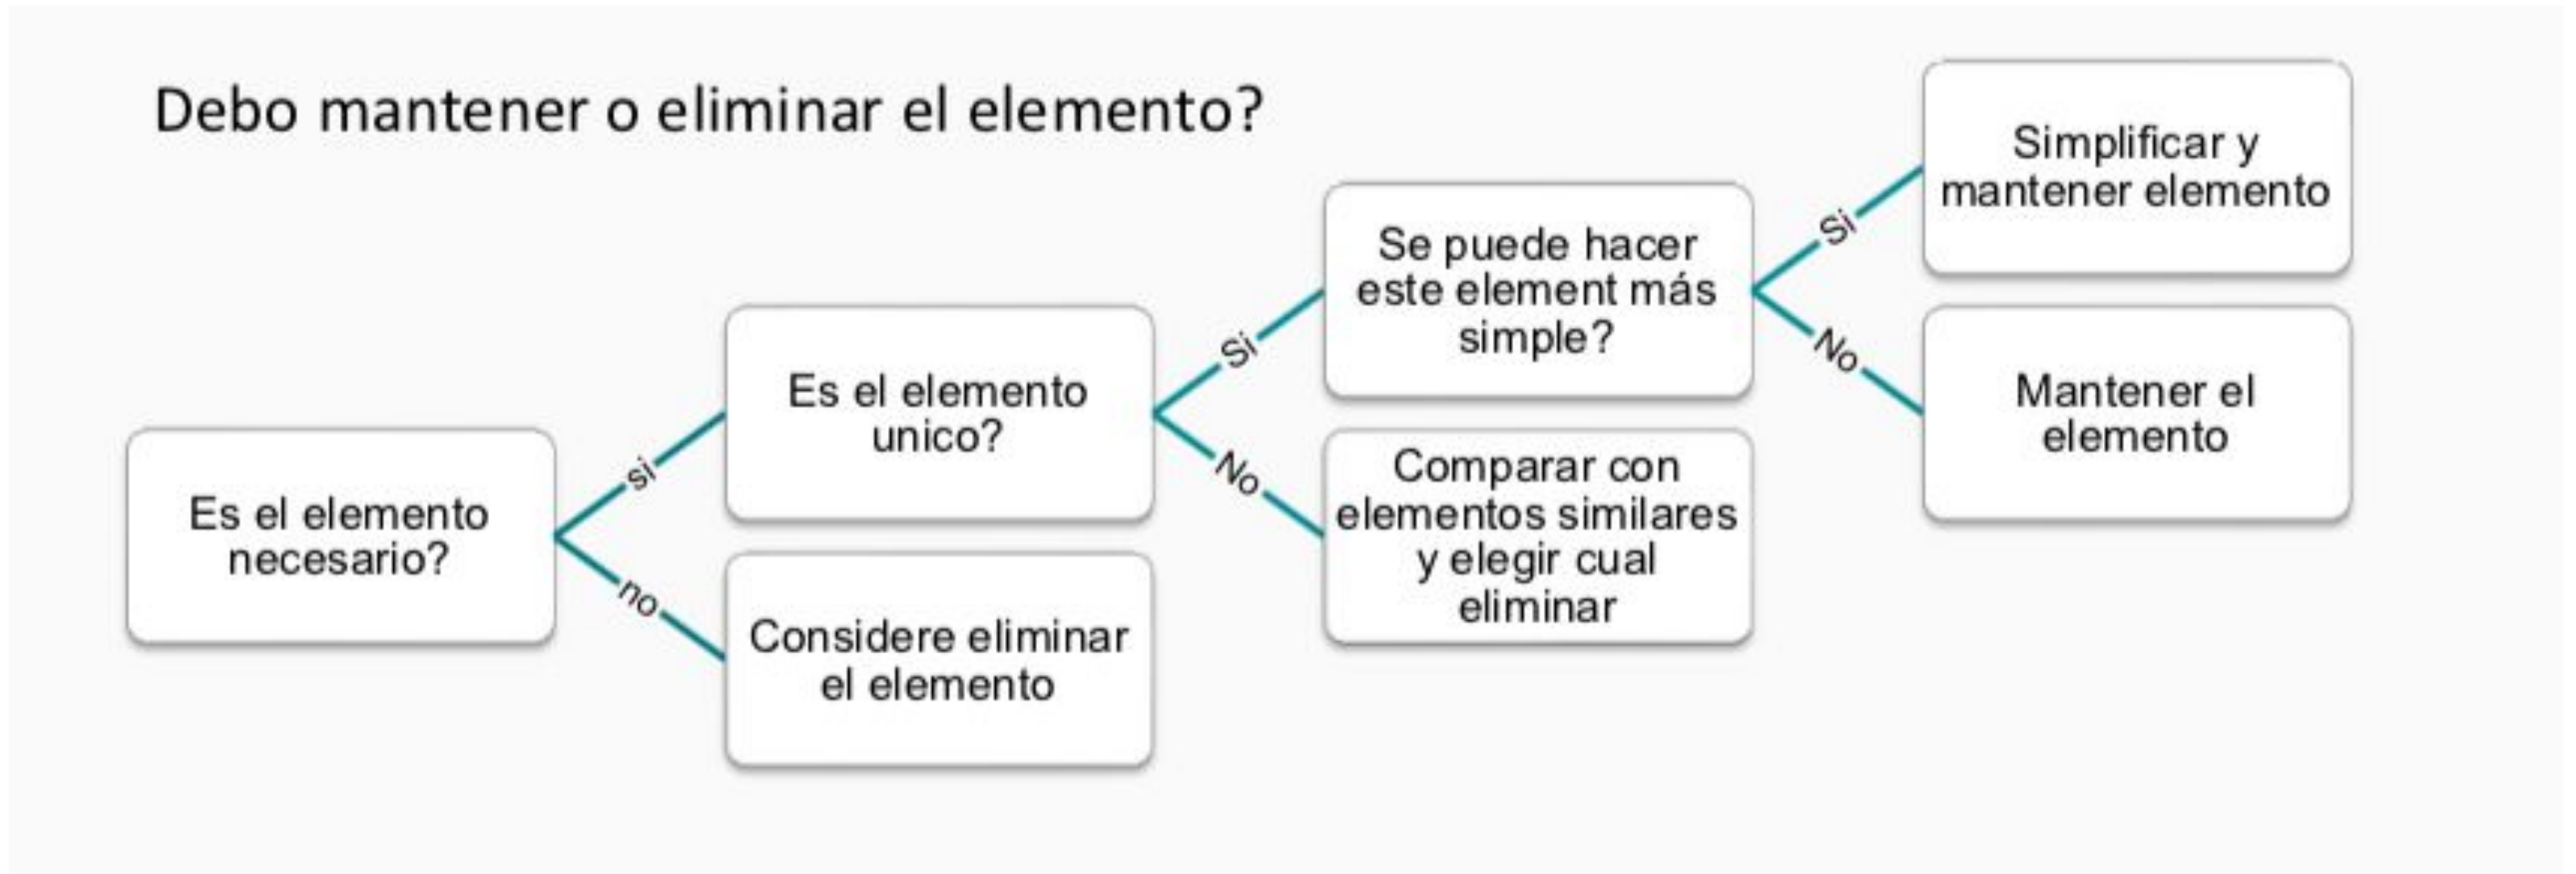 Debo mantener o eliminar el elemento?
Es el elemento
necesario?
si
no
Es el elemento
unico?
Considere eliminar
el elemento
Si
No
Se puede hacer
este element más
simple?
Comparar con
elementos similares
y elegir cual
eliminar
Si
No
Simplificar y
mantener elemento
Mantener el
elemento